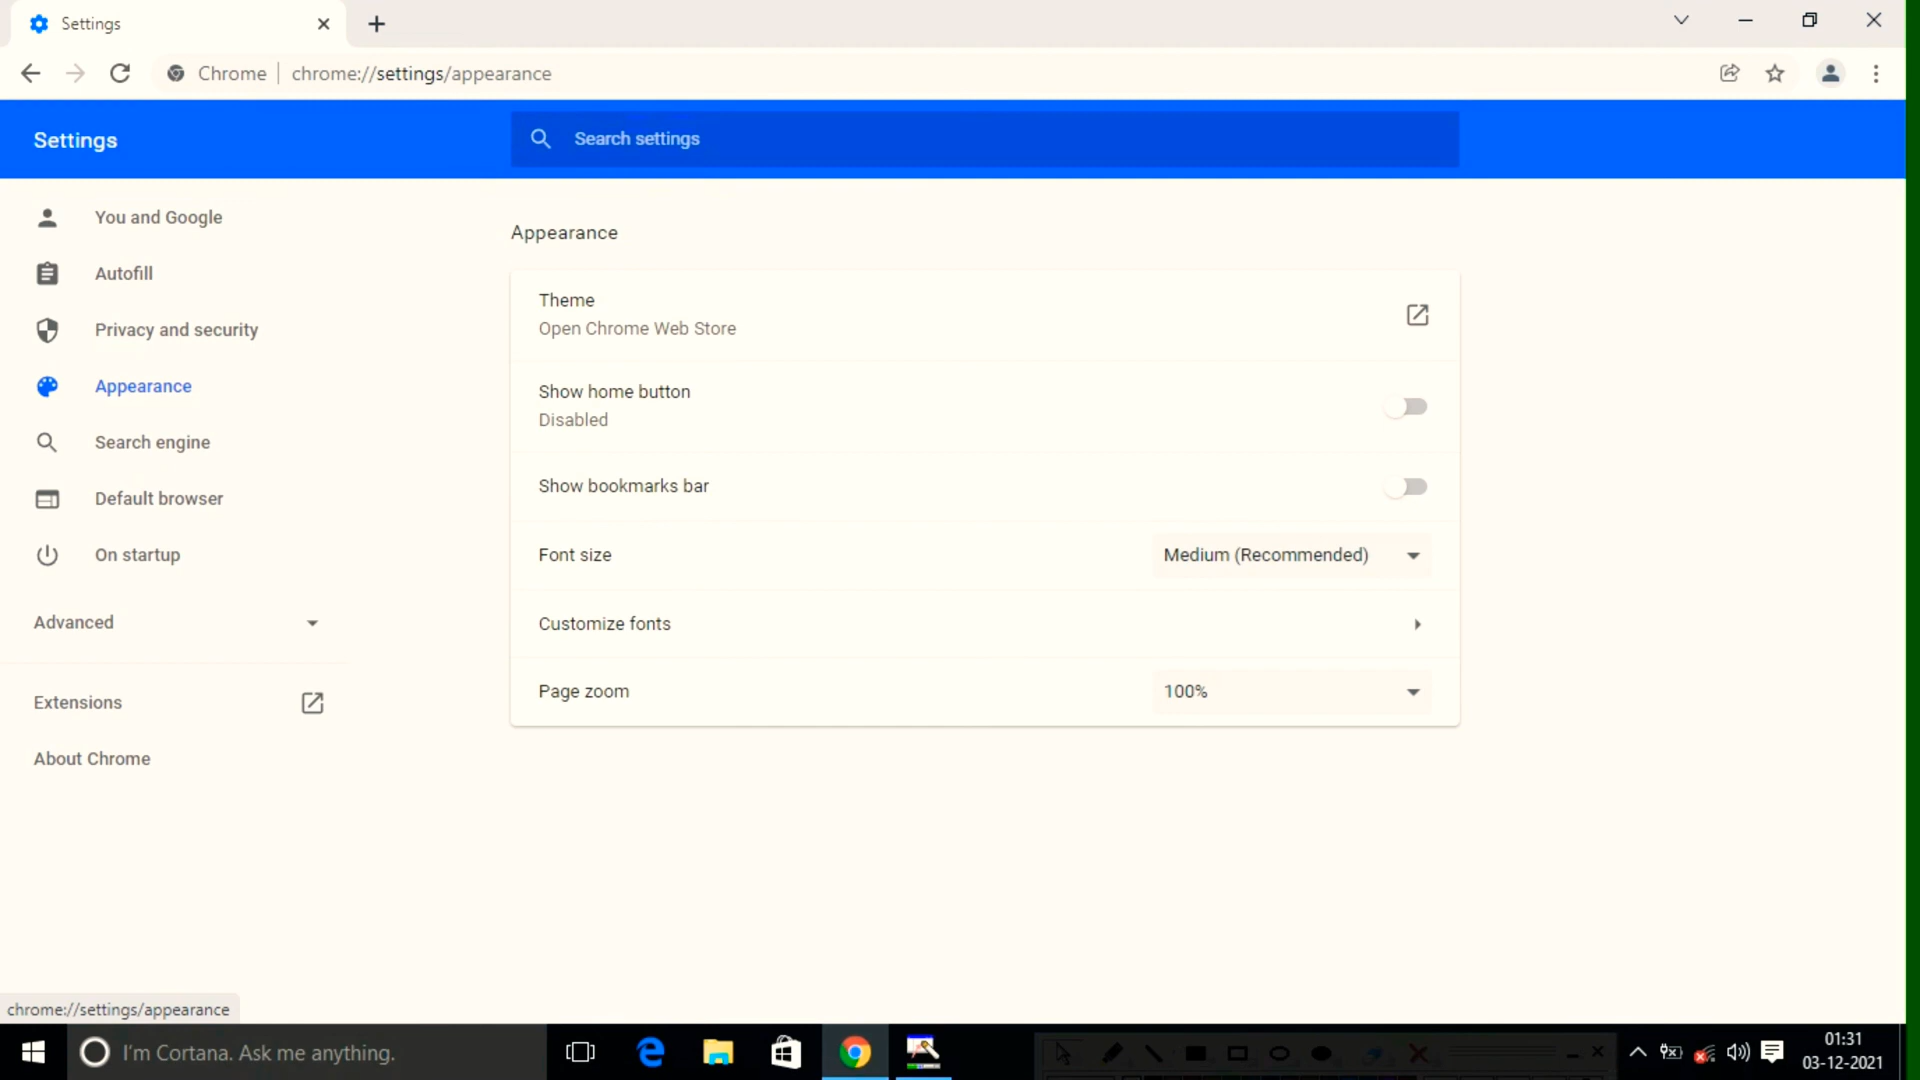 Settings
Chrome
chrome://settings/appearance
Settings
Search settings
You and Google
Autofill
Privacy and security
Appearance
Search engine
Default browser
On startup
Advanced
Extensions
About Chrome
Appearance
Theme
Open Chrome Web Store
Show home button
Disabled
Show bookmarks bar
Font size
Medium (Recommended)
Customize fonts
Page zoom
100%
chrome://settings/appearance
I'm Cortana. Ask me anything.
01:31
03-12-2021